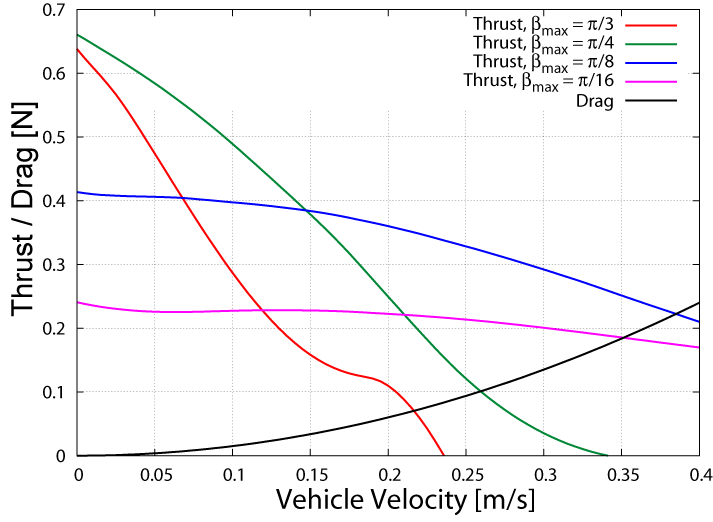 0.7
0.6
0.5
0.4
0.3
0.2
0.1
0
Thrust / Drag [N]
Thrust, βmax = π/3
Thrust, βmax = π/4
Thrust, βmax = π/8
Thrust, βmax = π/16
Drag
0 0.05 0.1 0.15 0.2 0.25 0.3 0.35 0.4
Vehicle Velocity [m/s]